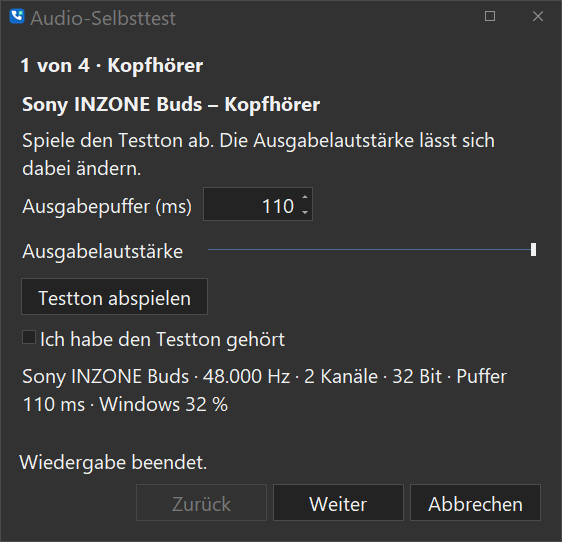 Audio-Selbsttest
1 von 4 · Kopfhörer
Sony INZONE Buds – Kopfhörer
Spiele den Testton ab. Die Ausgabelautstärke lässt sich
dabei ändern.
Ausgabepuffer (ms) 110
Ausgabelautstärke
Testton abspielen
Ich habe den Testton gehört
Sony INZONE Buds · 48.000 Hz · 2 Kanäle · 32 Bit · Puffer
110 ms · Windows 32 %
Wiedergabe beendet.
Zurück Weiter Abbrechen